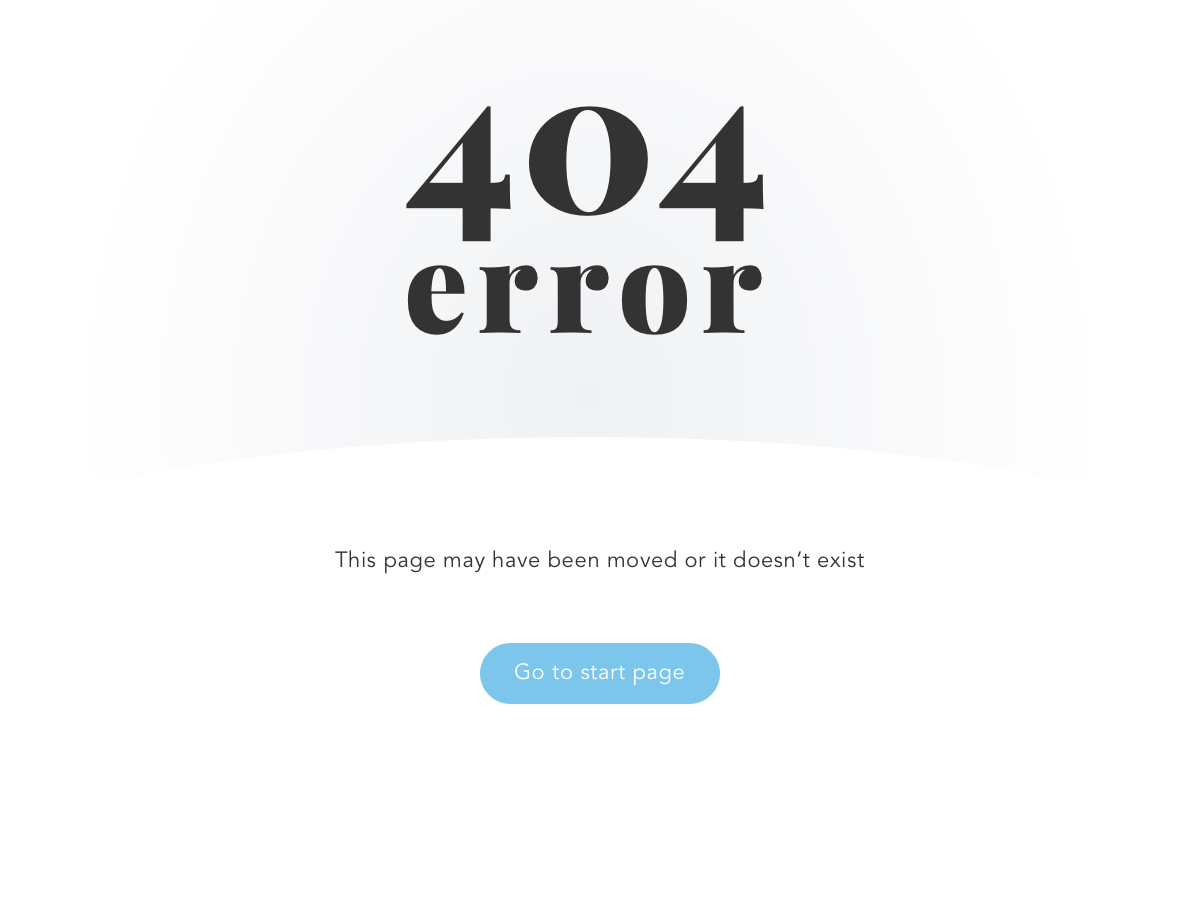 404
error
This page may have been moved or it doesn’t exist
Go to start page